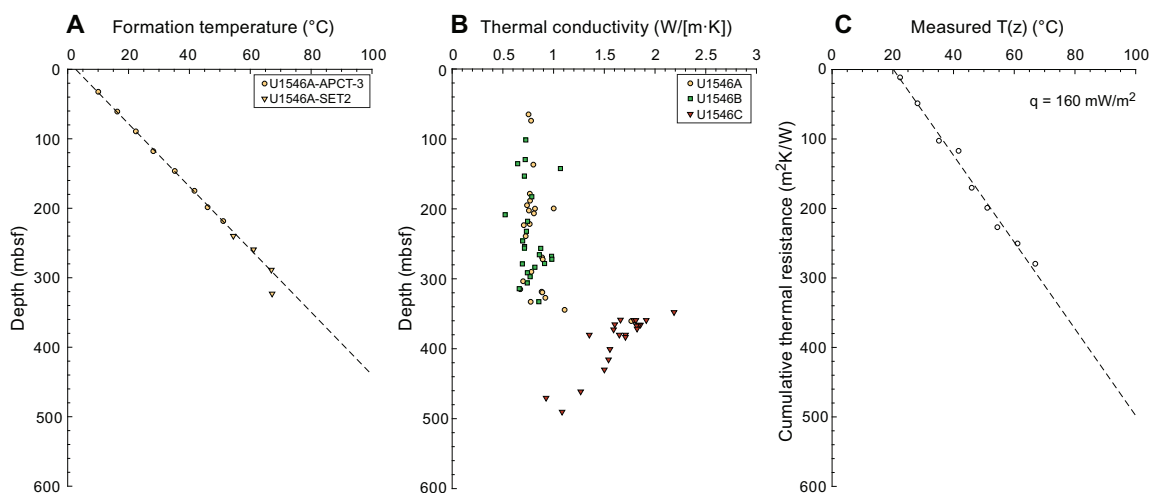 A Formation temperature (°C)
0 20 40 60 80 100
0
100
200
300
400
500
600
Depth (mbsf)
U1546A-APCT-3
U1546A-SET2
B Thermal conductivity (W/[m·K])
0 0.5 1 1.5 2 2.5 3
0
100
200
300
400
500
600
Depth (mbsf)
U1546A
U1546B
U1546C
C Measured T(z) (°C)
0 20 40 60 80 100
0
100
200
300
400
500
600
Cumulative thermal resistance (m²K/W)
q = 160 mW/m²